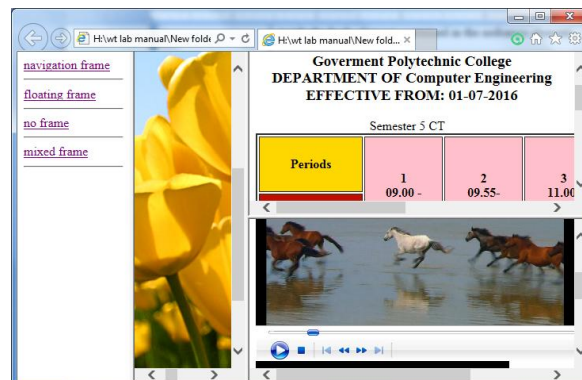 H:\wt lab manual\New folde
H:\wt lab manual\New fold...
navigation frame
floating frame
no frame
mixed frame
Goverment Polytechnic College
DEPARTMENT OF Computer Engineering
EFFECTIVE FROM: 01-07-2016
Semester 5 CT
Periods
1
09.00 -
2
09.55-
3
11.00